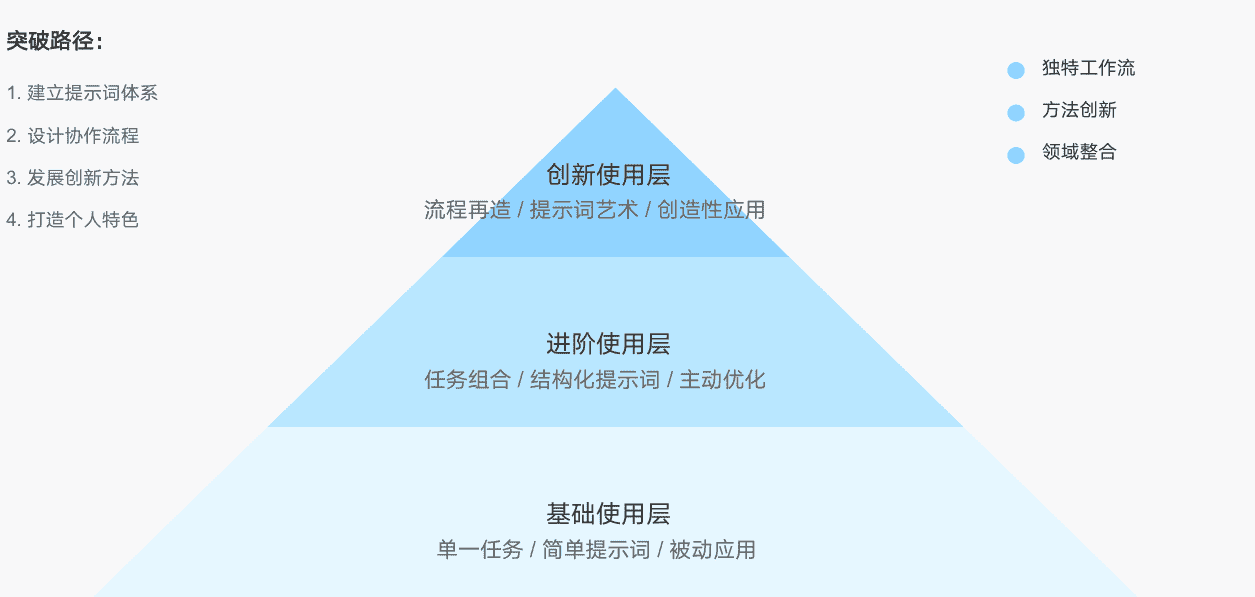 突破路径：
1. 建立提示词体系
2. 设计协作流程
3. 发展创新方法
4. 打造个人特色
独特工作流
方法创新
领域整合
创新使用层
流程再造 / 提示词艺术 / 创造性应用
进阶使用层
任务组合 / 结构化提示词 / 主动优化
基础使用层
单一任务 / 简单提示词 / 被动应用